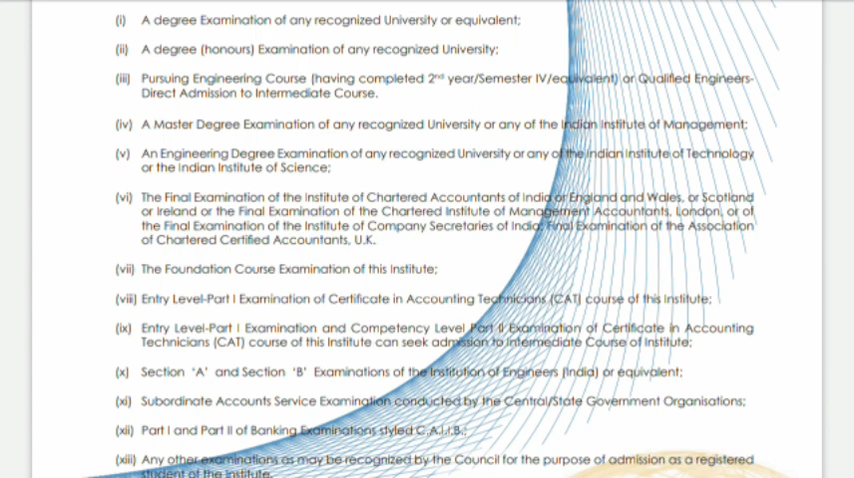 (i) A degree Examination of any recognized University or equivalent;
(ii) A degree (honours) Examination of any recognized University;
(iii) Pursuing Engineering Course (having completed 2nd year/Semester IV/equivalent) or Qualified Engineers-
Direct Admission to Intermediate Course.
(iv) A Master Degree Examination of any recognized University or any of the Indian Institute of Management;
(v) An Engineering Degree Examination of any recognized University or any of the Indian Institute of Technology
or the Indian Institute of Science;
(vi) The Final Examination of the Institute of Chartered Accountants of India or England and Wales, or Scotland
or Ireland or the Final Examination of the Chartered Institute of Management Accountants, London, or of
the Final Examination of the Institute of Company Secretaries of India; Final Examination of the Association
of Chartered Certified Accountants, U.K.
(vii) The Foundation Course Examination of this Institute;
(viii) Entry Level-Part I Examination of Certificate in Accounting Technicians (CAT) course of this Institute;
(ix) Entry Level-Part I Examination and Competency Level Part II Examination of Certificate in Accounting
Technicians (CAT) course of this Institute can seek admission to Intermediate Course of Institute;
(x) Section 'A' and Section 'B' Examinations of the Institution of Engineers (India) or equivalent;
(xi) Subordinate Accounts Service Examination conducted by the Central/State Government Organisations;
(xii) Part I and Part II of Banking Examinations styled C.A.I.I.B.;
(xiii) Any other examinations as may be recognized by the Council for the purpose of admission as a registered
student of the Institute.